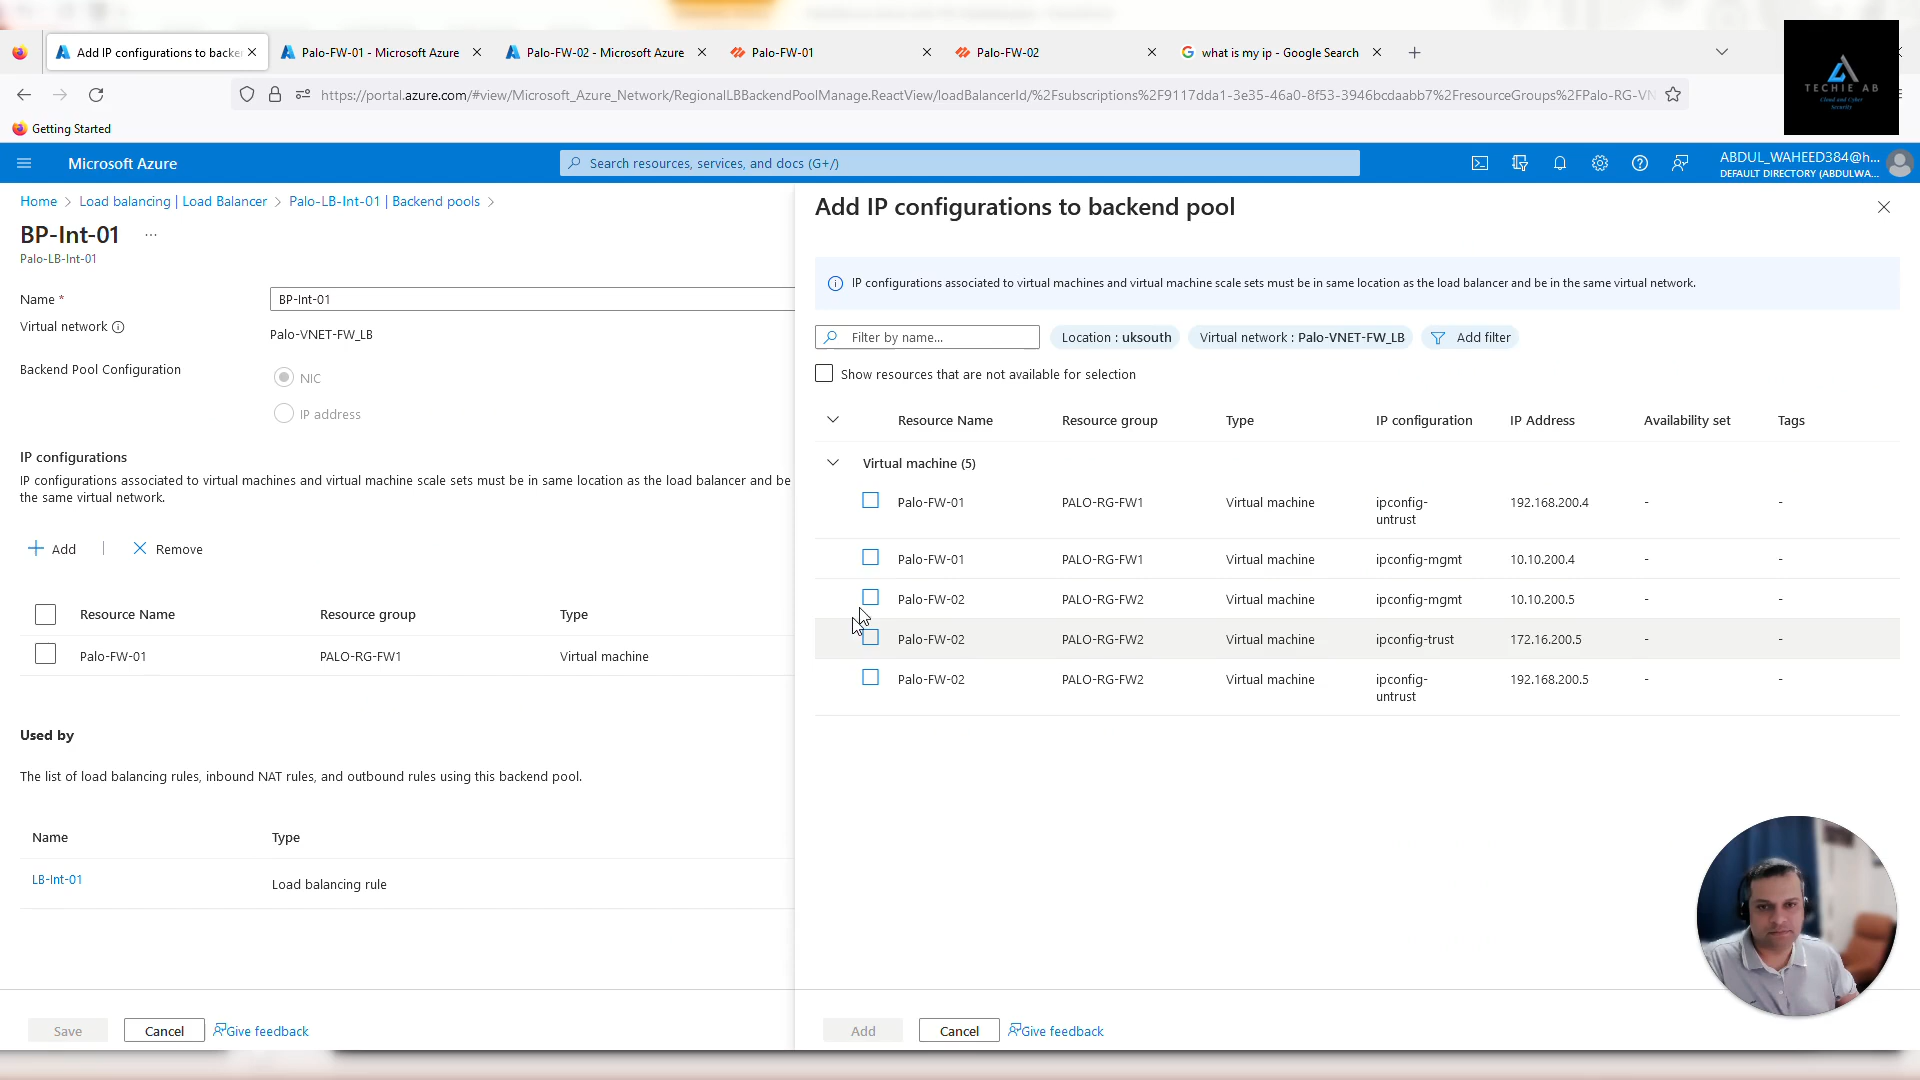 Add IP configurations to backe
Palo-FW-01 - Microsoft Azure
Palo-FW-02 - Microsoft Azure
Palo-FW-01
Palo-FW-02
what is my ip - Google Search
https://portal.azure.com/#view/Microsoft_Azure_Network/RegionalLBBackendPoolManage.ReactView/loadBalancerId/%2Fsubscriptions%2F9117dda1-3e35-46a0-8f53-3946bcdaabb7%2FresourceGroups%2FPalo-RG-VN
TECHIE AB
Cloud and Cyber
Security
Getting Started
Microsoft Azure
Search resources, services, and docs (G+/)
ABDUL_WAHEED384@h...
DEFAULT DIRECTORY (ABDULWA...
Home > Load balancing | Load Balancer > Palo-LB-Int-01 | Backend pools >
BP-Int-01 ...
Palo-LB-Int-01
Name *
BP-Int-01
Virtual network
Palo-VNET-FW_LB
Backend Pool Configuration
NIC
IP address
IP configurations
IP configurations associated to virtual machines and virtual machine scale sets must be in same location as the load balancer and be
the same virtual network.
Add | Remove
Resource Name Resource group Type
Palo-FW-01 PALO-RG-FW1 Virtual machine
Used by
The list of load balancing rules, inbound NAT rules, and outbound rules using this backend pool.
Name Type
LB-Int-01 Load balancing rule
Save Cancel Give feedback
Add IP configurations to backend pool
IP configurations associated to virtual machines and virtual machine scale sets must be in same location as the load balancer and be in the same virtual network.
Filter by name...
Location : uksouth
Virtual network : Palo-VNET-FW_LB
Add filter
Show resources that are not available for selection
Resource Name Resource group Type IP configuration IP Address Availability set Tags
Virtual machine (5)
Palo-FW-01 PALO-RG-FW1 Virtual machine ipconfig- 192.168.200.4 - -
untrust
Palo-FW-01 PALO-RG-FW1 Virtual machine ipconfig-mgmt 10.10.200.4 - -
Palo-FW-02 PALO-RG-FW2 Virtual machine ipconfig-mgmt 10.10.200.5 - -
Palo-FW-02 PALO-RG-FW2 Virtual machine ipconfig-trust 172.16.200.5 - -
Palo-FW-02 PALO-RG-FW2 Virtual machine ipconfig- 192.168.200.5 - -
untrust
Add Cancel Give feedback